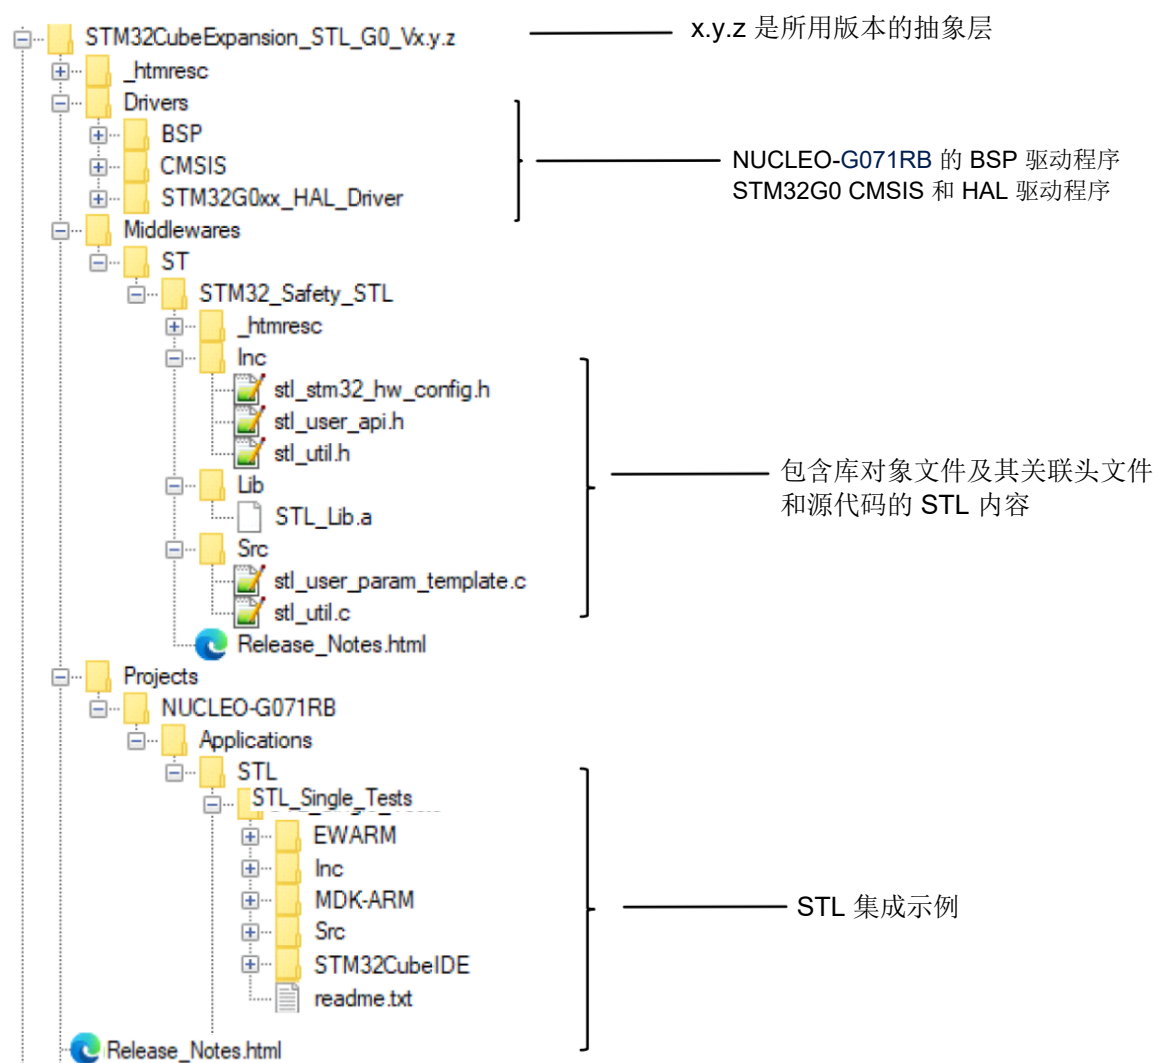 STM32CubeExpansion_STL_G0_Vx.y.z
x.y.z 是所用版本的抽象层
_htmresc
Drivers
BSP
CMSIS
STM32G0xx_HAL_Driver
NUCLEO-G071RB 的 BSP 驱动程序
STM32G0 CMSIS 和 HAL 驱动程序
Middlewares
ST
STM32_Safety_STL
_htmresc
Inc
stl_stm32_hw_config.h
stl_user_api.h
stl_util.h
Lib
STL_Lib.a
Src
stl_user_param_template.c
stl_util.c
Release_Notes.html
包含库对象文件及其关联头文件
和源代码的 STL 内容
Projects
NUCLEO-G071RB
Applications
STL
STL_Single_Tests
EWARM
Inc
MDK-ARM
Src
STM32CubeIDE
readme.txt
STL 集成示例
Release_Notes.html